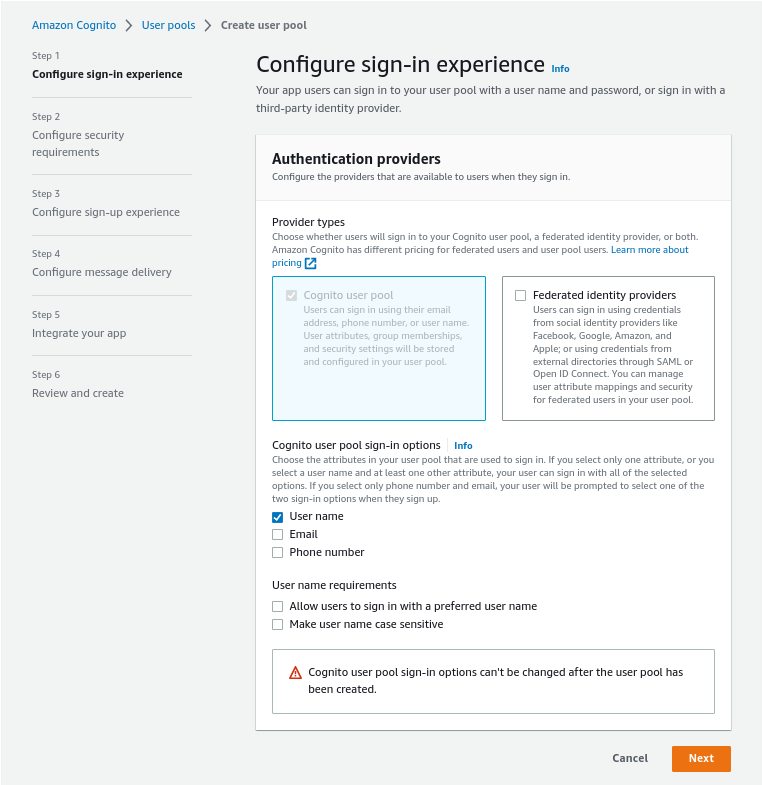 Amazon Cognito > User pools > Create user pool
Step 1
Configure sign-in experience
Step 2
Configure security
requirements
Step 3
Configure sign-up experience
Step 4
Configure message delivery
Step 5
Integrate your app
Step 6
Review and create
Configure sign-in experience Info
Your app users can sign in to your user pool with a user name and password, or sign in with a
third-party identity provider.
Authentication providers
Configure the providers that are available to users when they sign in.
Provider types
Choose whether users will sign in to your Cognito user pool, a federated identity provider, or both.
Amazon Cognito has different pricing for federated users and user pool users. Learn more about
pricing
Cognito user pool
Users can sign in using their email
address, phone number, or user name.
User attributes, group memberships,
and security settings will be stored
and configured in your user pool.
Federated identity providers
Users can sign in using credentials
from social identity providers like
Facebook, Google, Amazon, and
Apple; or using credentials from
external directories through SAML or
Open ID Connect. You can manage
user attribute mappings and security
for federated users in your user pool.
Cognito user pool sign-in options Info
Choose the attributes in your user pool that are used to sign in. If you select only one attribute, or you
select a user name and at least one other attribute, your user can sign in with all of the selected
options. If you select only phone number and email, your user will be prompted to select one of the
two sign-in options when they sign up.
User name
Email
Phone number
User name requirements
Allow users to sign in with a preferred user name
Make user name case sensitive
Cognito user pool sign-in options can't be changed after the user pool has
been created.
Cancel
Next